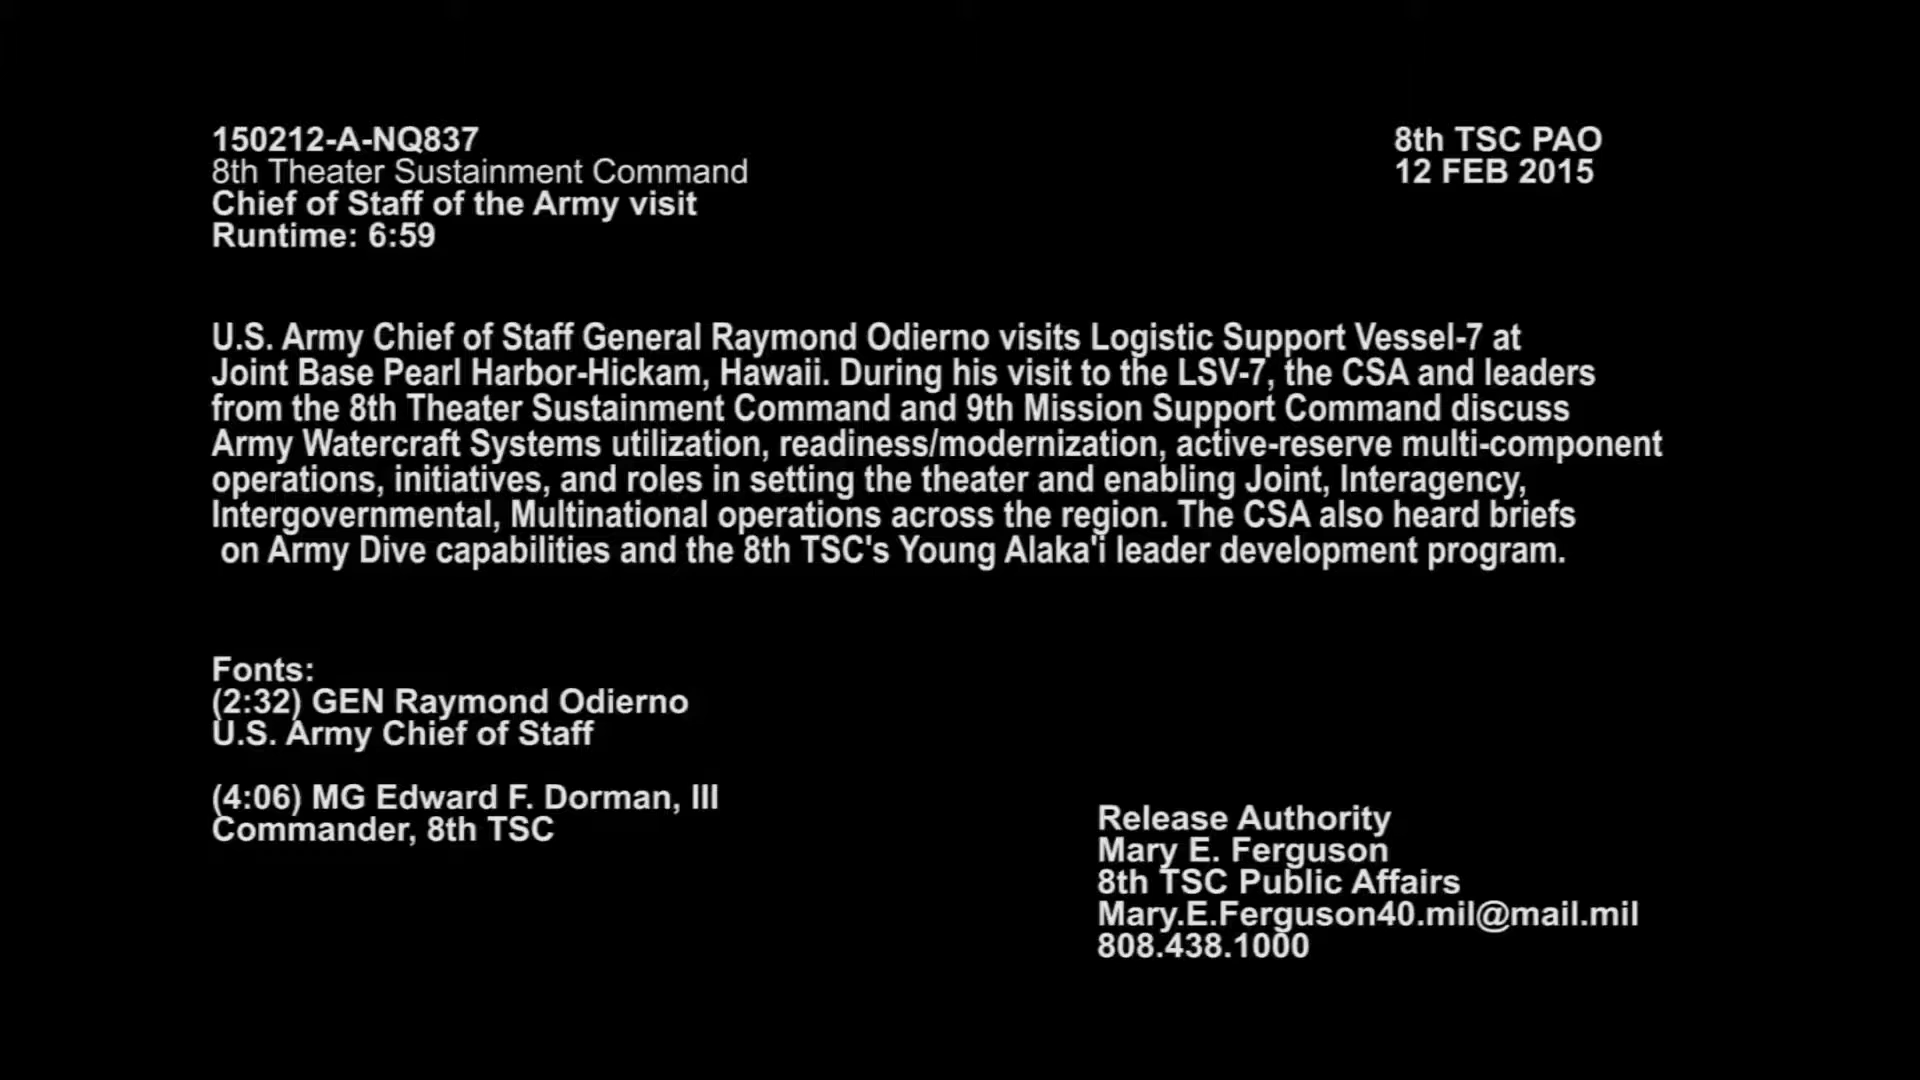 150212-A-NQ837
8th Theater Sustainment Command
Chief of Staff of the Army visit
Runtime: 6:59
8th TSC PAO
12 FEB 2015
U.S. Army Chief of Staff General Raymond Odierno visits Logistic Support Vessel-7 at
Joint Base Pearl Harbor-Hickam, Hawaii. During his visit to the LSV-7, the CSA and leaders
from the 8th Theater Sustainment Command and 9th Mission Support Command discuss
Army Watercraft Systems utilization, readiness/modernization, active-reserve multi-component
operations, initiatives, and roles in setting the theater and enabling Joint, Interagency,
Intergovernmental, Multinational operations across the region. The CSA also heard briefs
on Army Dive capabilities and the 8th TSC's Young Alaka'i leader development program.
Fonts:
(2:32) GEN Raymond Odierno
U.S. Army Chief of Staff
(4:06) MG Edward F. Dorman, III
Commander, 8th TSC
Release Authority
Mary E. Ferguson
8th TSC Public Affairs
Mary.E.Ferguson40.mil@mail.mil
808.438.1000